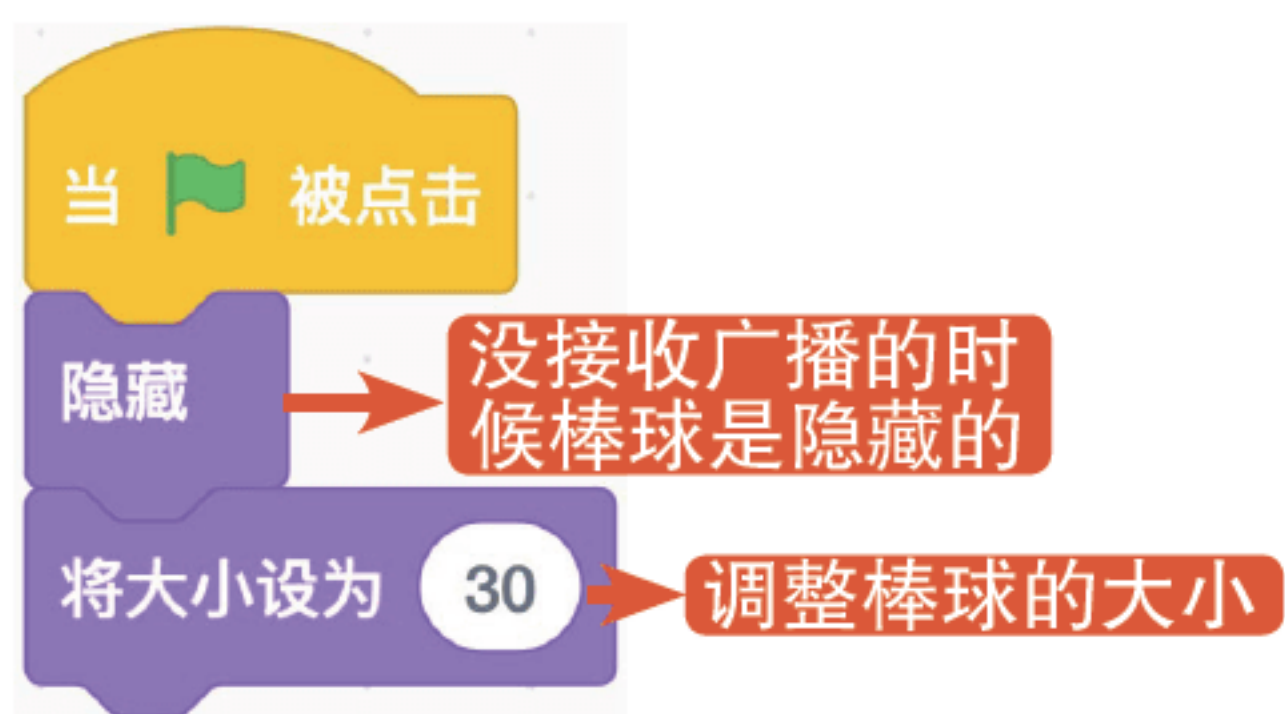 当 被点击
隐藏
没接收广播的时
候棒球是隐藏的
将大小设为 30
调整棒球的大小